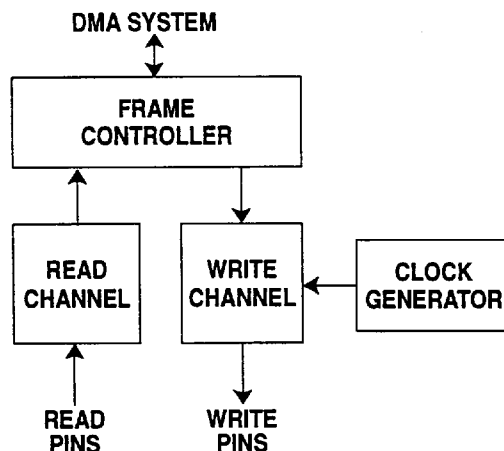 DMA SYSTEM
FRAME
CONTROLLER
READ
CHANNEL
WRITE
CHANNEL
CLOCK
GENERATOR
READ
PINS
WRITE
PINS